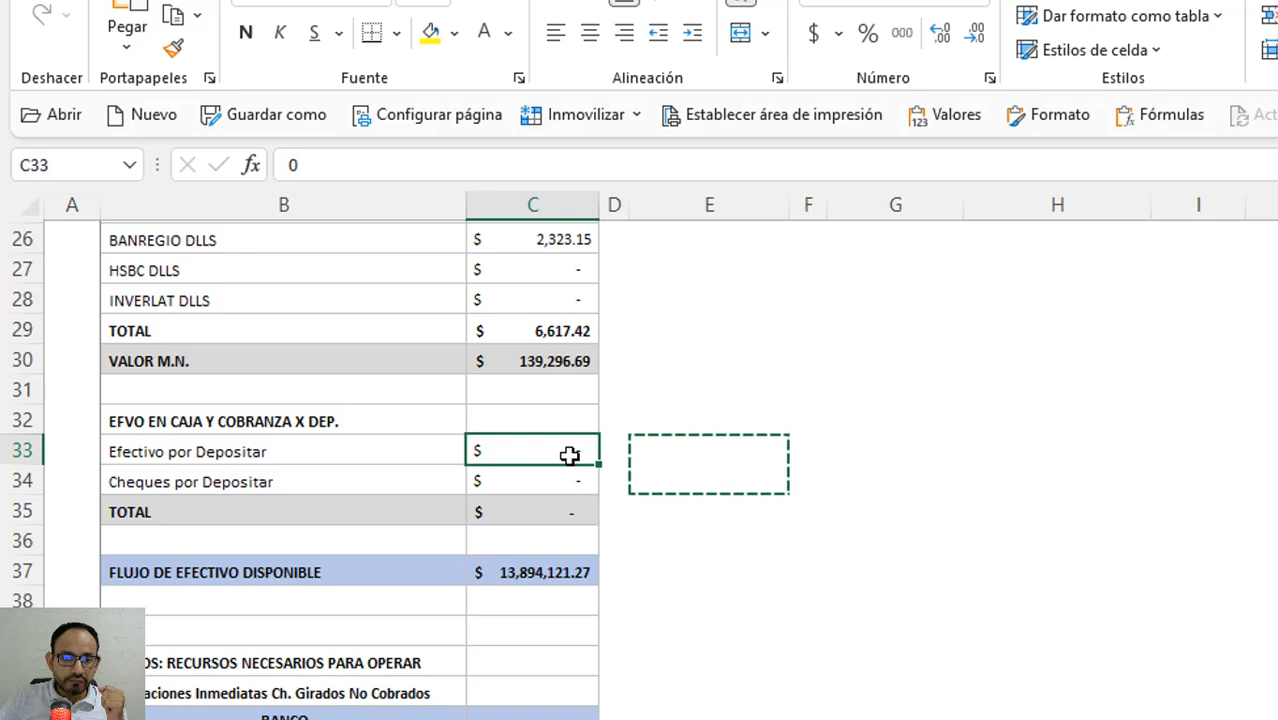 Pegar
N K S A
$ % 000
Dar formato como tabla
Estilos de celda
Deshacer Portapapeles Fuente Alineación Número Estilos
Abrir Nuevo Guardar como Configurar página Inmovilizar Establecer área de impresión Valores Formato Fórmulas Act
C33 fx 0
A B C D E F G H I
26 BANREGIO DLLS $ 2,323.15
27 HSBC DLLS $ -
28 INVERLAT DLLS $ -
29 TOTAL $ 6,617.42
30 VALOR M.N. $ 139,296.69
31
32 EFVO EN CAJA Y COBRANZA X DEP.
33 Efectivo por Depositar $
34 Cheques por Depositar $ -
35 TOTAL $ -
36
37 FLUJO DE EFECTIVO DISPONIBLE $ 13,894,121.27
38
: RECURSOS NECESARIOS PARA OPERAR
Inmediatas Ch. Girados No Cobrados
BANCO